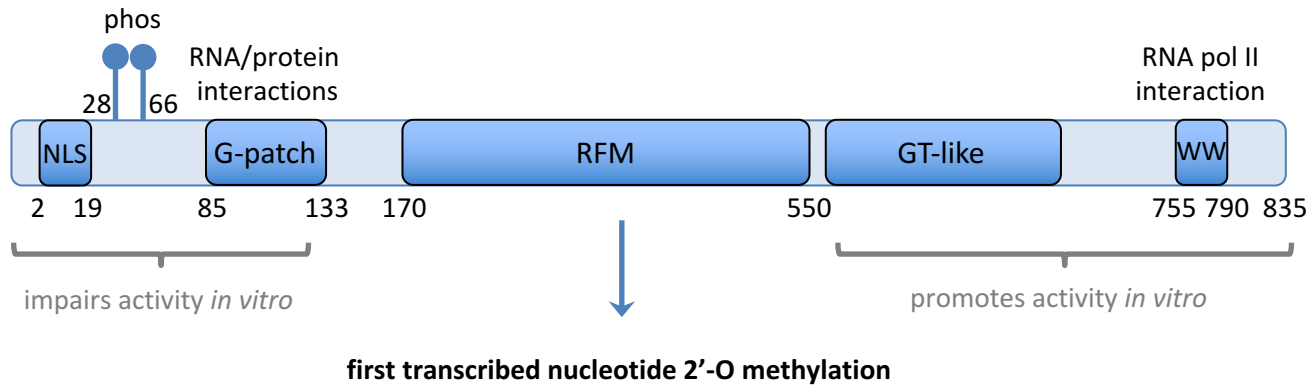 phos
RNA/protein
interactions
RNA pol II
interaction
28
66
NLS
G-patch
RFM
GT-like
WW
2
19
85
133
170
550
755
790
835
impairs activity in vitro
promotes activity in vitro
first transcribed nucleotide 2’-O methylation